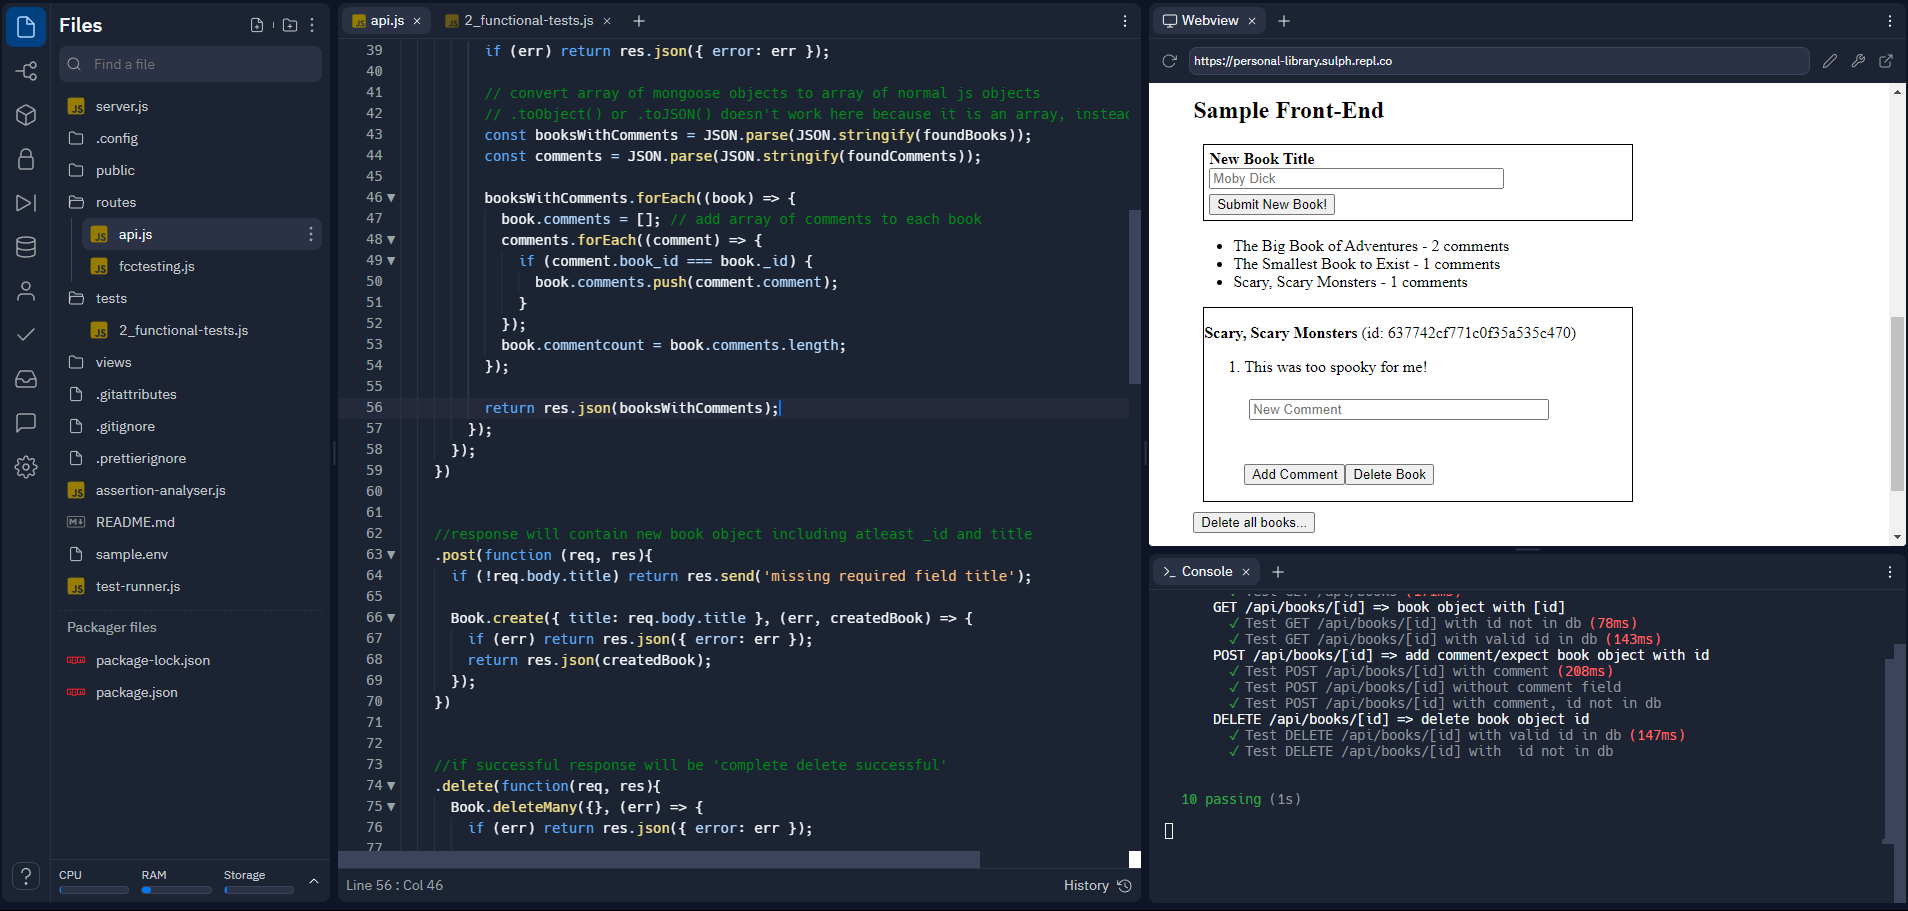 Files
Find a file
server.js
.config
public
routes
api.js
fcctesting.js
tests
2_functional-tests.js
views
.gitattributes
.gitignore
.prettierignore
assertion-analyser.js
README.md
sample.env
test-runner.js
Packager files
package-lock.json
package.json
CPU
RAM
Storage
api.js
2_functional-tests.js
39 if (err) return res.json({ error: err });
40
41 // convert array of mongoose objects to array of normal js objects
42 // .toObject() or .toJSON() doesn't work here because it is an array, instead
43 const booksWithComments = JSON.parse(JSON.stringify(foundBooks));
44 const comments = JSON.parse(JSON.stringify(foundComments));
45
46 booksWithComments.forEach((book) => {
47 book.comments = []; // add array of comments to each book
48 comments.forEach((comment) => {
49 if (comment.book_id === book._id) {
50 book.comments.push(comment.comment);
51 }
52 });
53 book.commentcount = book.comments.length;
54 });
55
56 return res.json(booksWithComments);
57 });
58 });
59 })
60
61
62 //response will contain new book object including atleast _id and title
63 .post(function (req, res){
64 if (!req.body.title) return res.send('missing required field title');
65
66 Book.create({ title: req.body.title }, (err, createdBook) => {
67 if (err) return res.json({ error: err });
68 return res.json(createdBook);
69 });
70 })
71
72
73 //if successful response will be 'complete delete successful'
74 .delete(function(req, res){
75 Book.deleteMany({}, (err) => {
76 if (err) return res.json({ error: err });
77
Line 56 : Col 46
History
Webview
https://personal-library.sulph.repl.co
Sample Front-End
New Book Title
Moby Dick
Submit New Book!
The Big Book of Adventures - 2 comments
The Smallest Book to Exist - 1 comments
Scary, Scary Monsters - 1 comments
Scary, Scary Monsters (id: 637742cf771c0f35a535c470)
1. This was too spooky for me!
New Comment
Add Comment Delete Book
Delete all books...
Console
✓ Test GET /api/books (171ms)
GET /api/books/[id] => book object with [id]
✓ Test GET /api/books/[id] with id not in db (78ms)
✓ Test GET /api/books/[id] with valid id in db (143ms)
POST /api/books/[id] => add comment/expect book object with id
✓ Test POST /api/books/[id] with comment (208ms)
✓ Test POST /api/books/[id] without comment field
✓ Test POST /api/books/[id] with comment, id not in db
DELETE /api/books/[id] => delete book object id
✓ Test DELETE /api/books/[id] with valid id in db (147ms)
✓ Test DELETE /api/books/[id] with  id not in db
10 passing (1s)